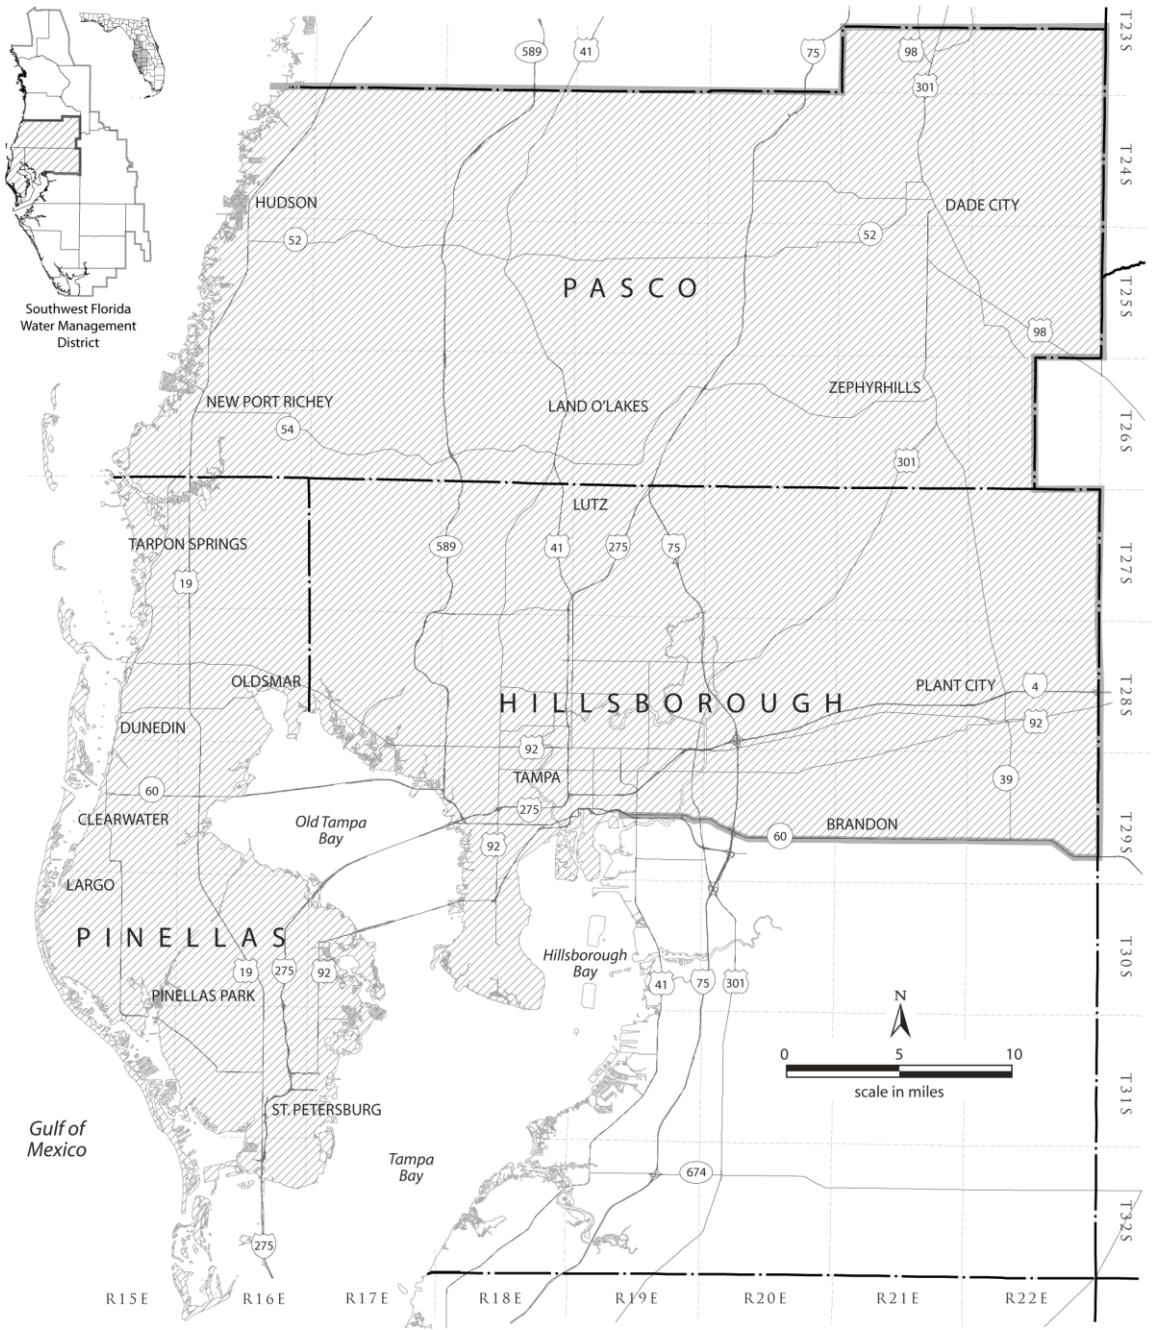 589
41
75
98
301
T23S
T24S
HUDSON
DADE CITY
52
52
PASCO
T25S
Southwest Florida
Water Management
District
98
ZEPHYRHILLS
NEW PORT RICHEY
LAND O'LAKES
54
T26S
301
LUTZ
TARPON SPRINGS
589
41
275
75
T27S
19
OLDSMAR
PLANT CITY
4
T28S
HILLSBOROUGH
DUNEDIN
92
92
TAMPA
39
60
275
CLEARWATER
Old Tampa
Bay
BRANDON
60
T29S
92
LARGO
PINELLAS
Hillsborough
Bay
T30S
19
275
92
41
75
301
PINELLAS PARK
N
0
5
10
scale in miles
T31S
ST. PETERSBURG
Gulf of
Mexico
Tampa
Bay
674
T32S
275
R15E
R16E
R17E
R18E
R19E
R20E
R21E
R22E